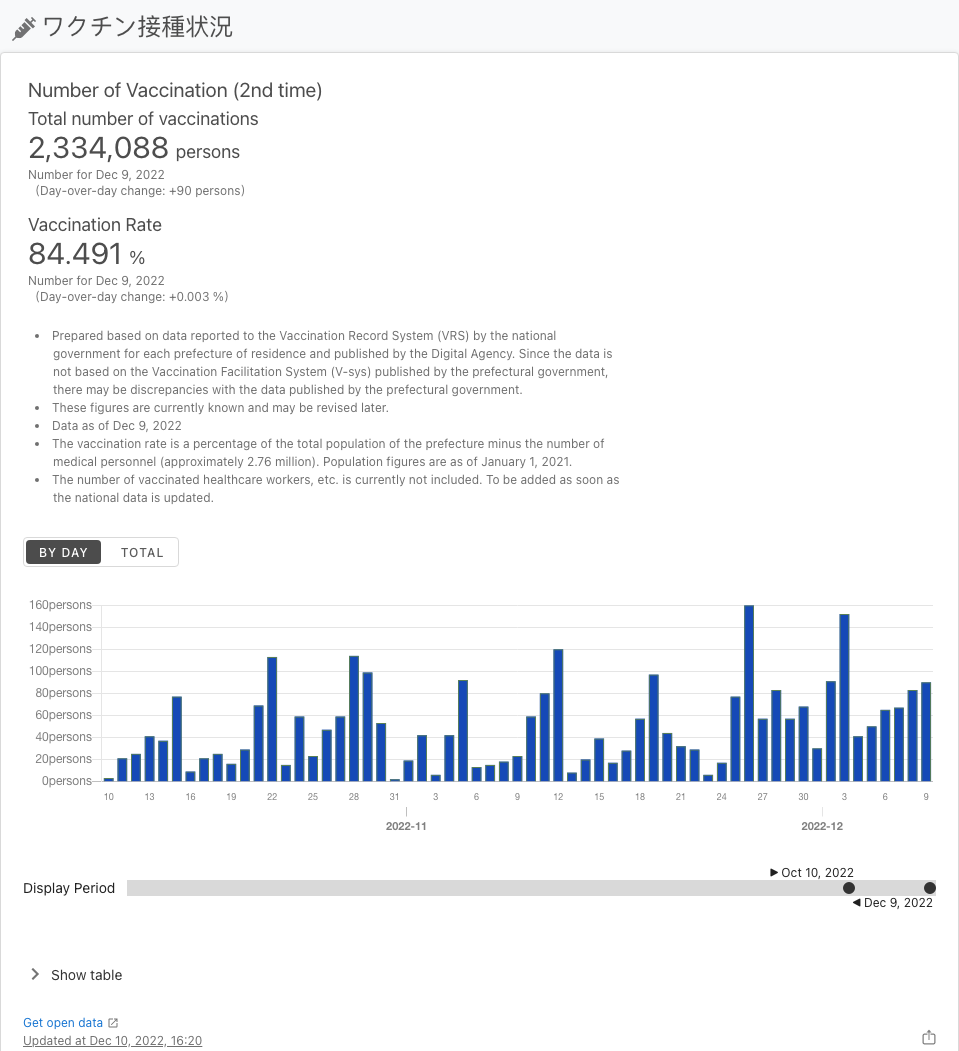 ワクチン接種状況
Number of Vaccination (2nd time)
Total number of vaccinations
2,334,088 persons
Number for Dec 9, 2022
(Day-over-day change: +90 persons)
Vaccination Rate
84.491 %
Number for Dec 9, 2022
(Day-over-day change: +0.003 %)
• Prepared based on data reported to the Vaccination Record System (VRS) by the national
government for each prefecture of residence and published by the Digital Agency. Since the data is
not based on the Vaccination Facilitation System (V-sys) published by the prefectural government,
there may be discrepancies with the data published by the prefectural government.
• These figures are currently known and may be revised later.
• Data as of Dec 9, 2022
• The vaccination rate is a percentage of the total population of the prefecture minus the number of
medical personnel (approximately 2.76 million). Population figures are as of January 1, 2021.
• The number of vaccinated healthcare workers, etc. is currently not included. To be added as soon as
the national data is updated.
BY DAY TOTAL
160persons
140persons
120persons
100persons
80persons
60persons
40persons
20persons
0persons
10 13 16 19 22 25 28 31 3 6 9 12 15 18 21 24 27 30 3 6 9
2022-11 2022-12
Oct 10, 2022
Display Period
Dec 9, 2022
Show table
Get open data
Updated at Dec 10, 2022, 16:20